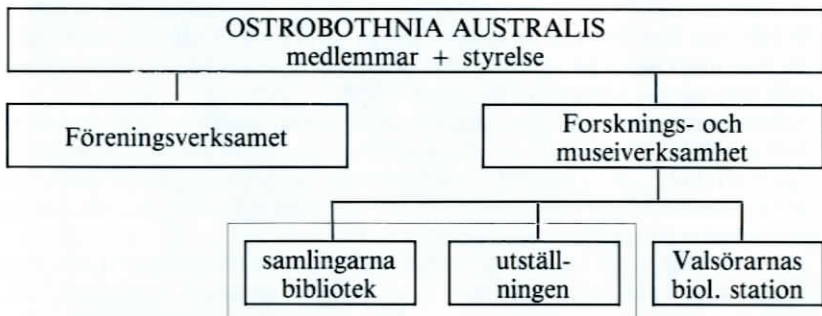 OSTROBOTHNIA AUSTRALIS
medlemmar + styrelse
Föreningsverksamet
Forsknings- och
museiverksamhet
samlingarna
bibliotek
utställ-
ningen
Valsörarnas
biol. station